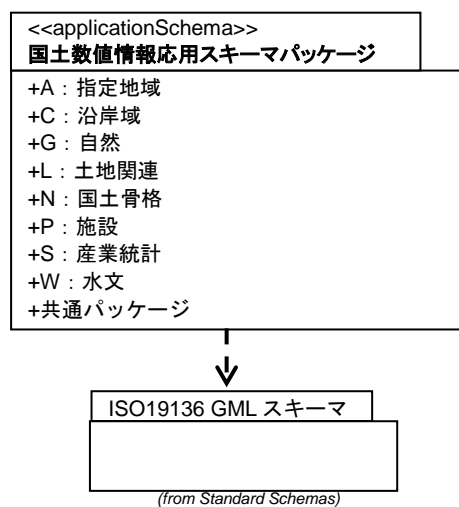 <<applicationSchema>>
国土数値情報応用スキーマパッケージ
+A：指定地域
+C：沿岸域
+G：自然
+L：土地関連
+N：国土骨格
+P：施設
+S：産業統計
+W：水文
+共通パッケージ
ISO19136 GML スキーマ
(from Standard Schemas)